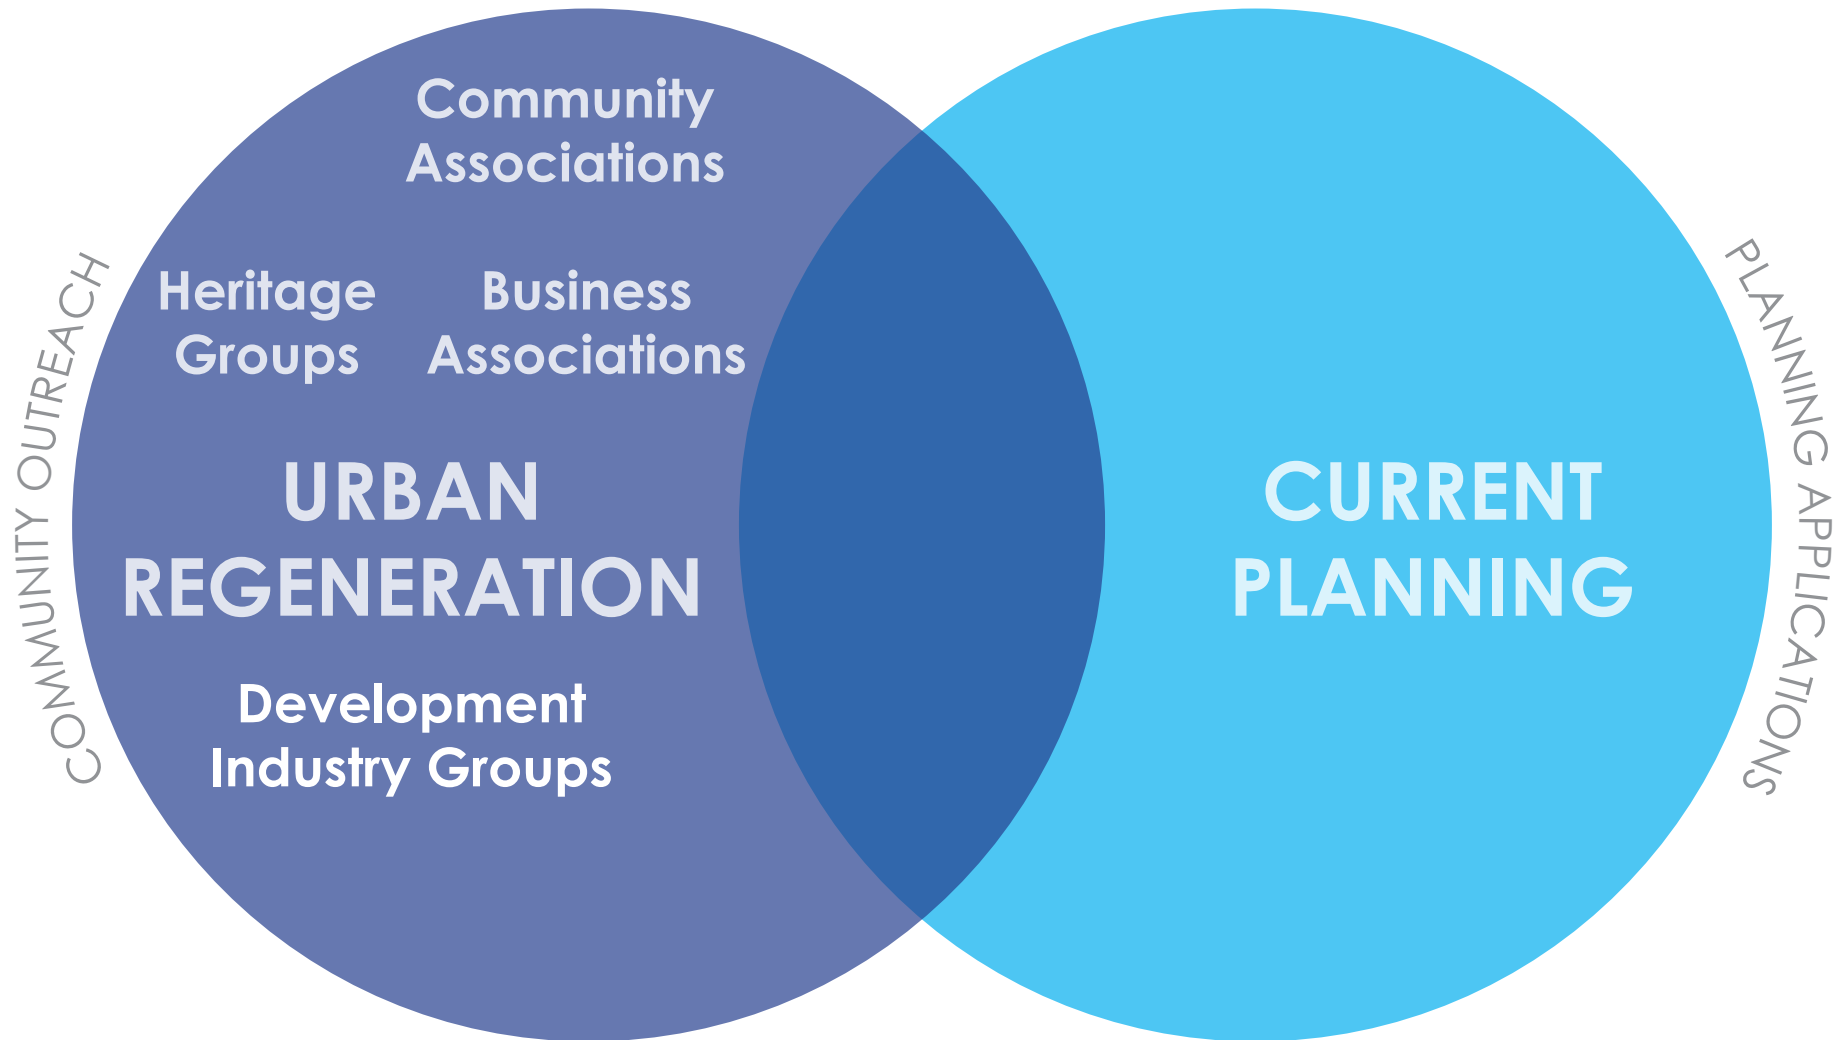 COMMUNITY OUTREACH
Community
Associations
Heritage
Groups
Business
Associations
URBAN
REGENERATION
Development
Industry Groups
CURRENT
PLANNING
PLANNING APPLICATIONS